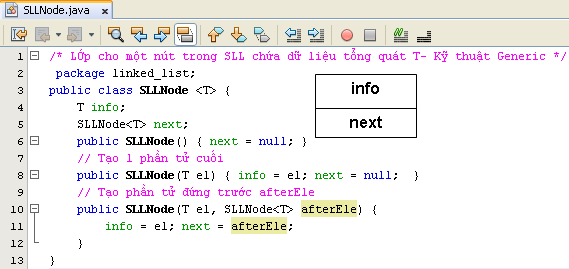 SLLNode.java
1 /* LỚp cho một nút trong SLL chứa dữ liệu tổng quát T- Kỹ thuật Generic */
2 package linked_list;
3 public class SLLNode <T> {
4 T info;
5 SLLNode<T> next;
6 public SLLNode() { next = null; }
7 // Tạo 1 phần tử cuối
8 public SLLNode(T el) { info = el; next = null; }
9 // Tạo phần tử đứng trước afterEle
10 public SLLNode(T el, SLLNode<T> afterEle) {
11 info = el; next = afterEle;
12 }
13 }
info
next